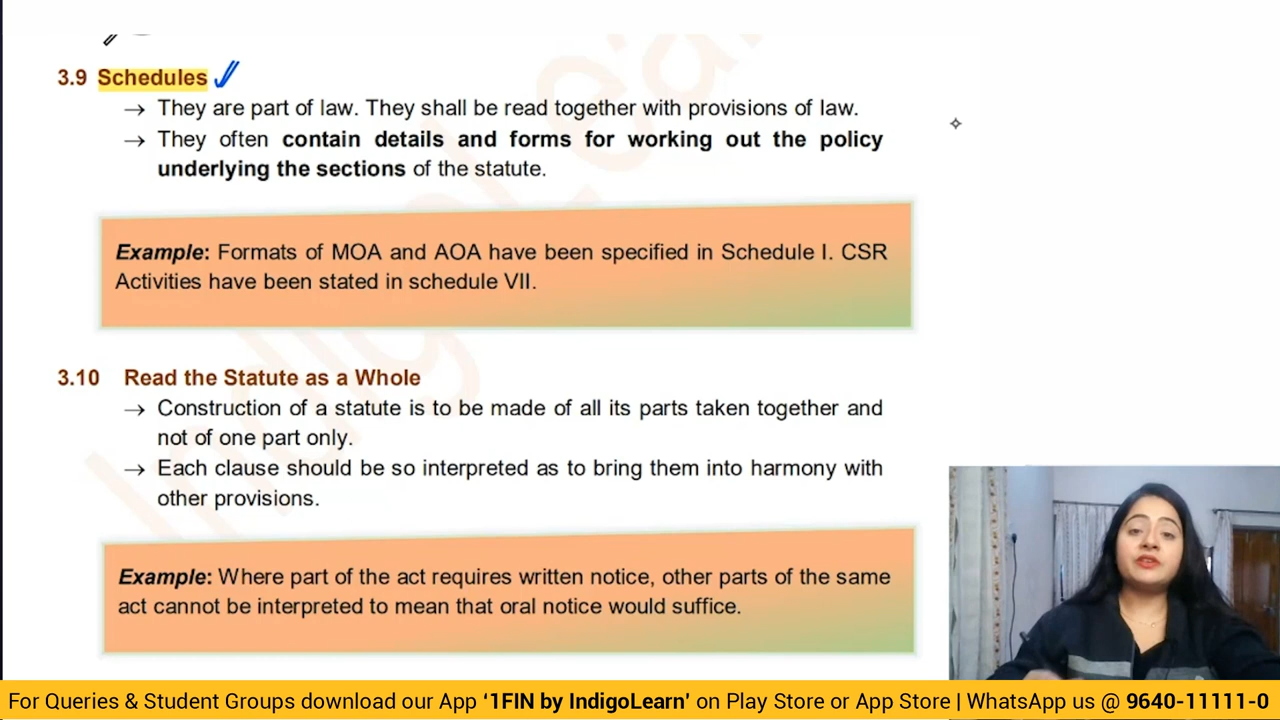 3.9 Schedules
→ They are part of law. They shall be read together with provisions of law.
→ They often contain details and forms for working out the policy
underlying the sections of the statute.
Example: Formats of MOA and AOA have been specified in Schedule I. CSR
Activities have been stated in schedule VII.
3.10 Read the Statute as a Whole
→ Construction of a statute is to be made of all its parts taken together and
not of one part only.
→ Each clause should be so interpreted as to bring them into harmony with
other provisions.
Example: Where part of the act requires written notice, other parts of the same
act cannot be interpreted to mean that oral notice would suffice.
For Queries & Student Groups download our App ‘1FIN by IndigoLearn’ on Play Store or App Store | WhatsApp us @ 9640-11111-0
IndigoLearn